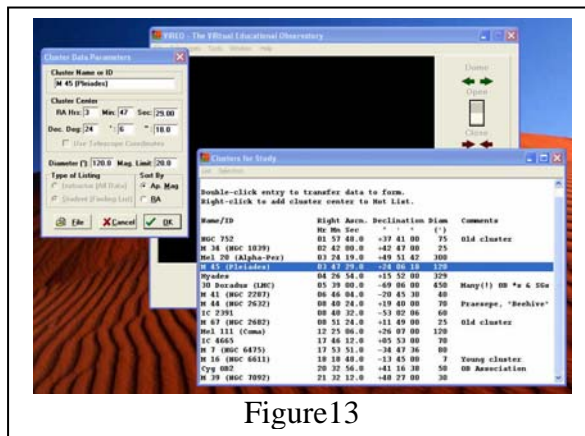 VIREO - The VIRtual Educational Observatory
Tools Window Help
Dome
Open
Close
Cluster Data Parameters
Cluster Name or ID
M 45 (Pleiades)
Cluster Center
RA Hrs: 3 Min: 47 Sec: 29.00
Dec. Deg: 24 ': 6 ": 18.0
Use Telescope Coordinates
Diameter ('): 120.0 Mag. Limit: 20.0
Type of Listing
Instructor (All Data)
Student (Finding List)
Sort By
Ap. Mag
RA
File Cancel OK
Clusters for Study
List Selection
Double-click entry to transfer data to form.
Right-click to add cluster center to Hot List.
Name/ID Right Ascn. Declination Diam Comments
Hr Mn Sec ° ' " (')
NGC 752 01 57 48.0 +37 41 00 75 Old cluster
M 34 (NGC 1039) 02 42 00.0 +42 47 00 25
Mel 20 (Alpha-Per) 03 24 19.0 +49 51 42 300
M 45 (Pleiades) 03 47 29.0 +24 06 18 120
Hyades 04 26 54.0 +15 52 00 329
30 Doradus (LMC) 05 39 00.0 -69 06 00 450 Many(!) OB *s & SGs
M 41 (NGC 2287) 06 46 04.0 -20 45 30 40
M 44 (NGC 2632) 08 40 24.0 +19 40 00 70 Praesepe, "Beehive"
IC 2391 08 40 32.0 -53 02 06 60
M 67 (NGC 2682) 08 51 24.0 +11 49 00 25 Old cluster
Mel 111 (Coma) 12 25 06.0 +26 07 00 120
IC 4665 17 46 12.0 +05 53 00 70
M 7 (NGC 6475) 17 53 51.0 -34 47 36 80
M 16 (NGC 6611) 18 18 48.0 -13 45 00 7 Young cluster
Cyg OB2 20 32 56.0 +41 16 30 50 OB Association
M 39 (NGC 7092) 21 32 12.0 +48 27 00 30
Figure13